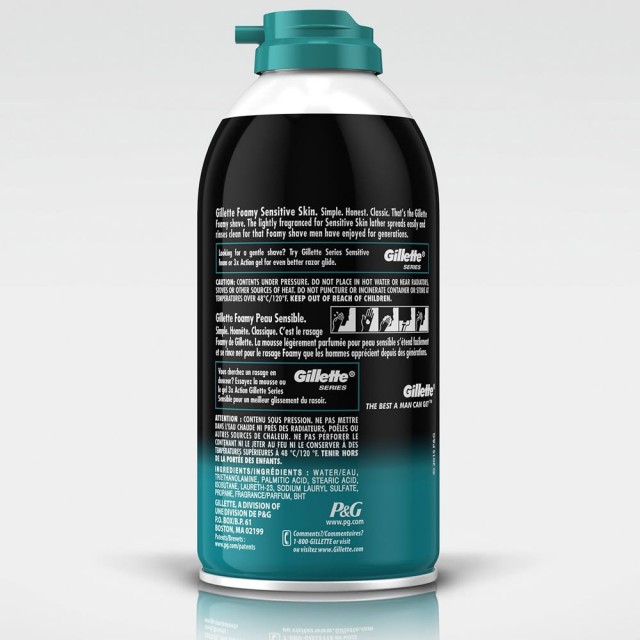 Gillette Foamy Sensitive Skin. Simple. Honest. Classic. That's the Gillette
Foamy shave. The lightly fragranced for Sensitive Skin lather spreads easily and
rinses clean for that Foamy shave men have enjoyed for generations.
Looking for a gentle shave? Try Gillette Series Sensitive
foam or 3x Action gel for even better razor glide.
Gillette®
SERIES
CAUTION: CONTENTS UNDER PRESSURE. DO NOT PLACE IN HOT WATER OR NEAR RADIATORS,
STOVES OR OTHER SOURCES OF HEAT. DO NOT PUNCTURE OR INCINERATE CONTAINER OR STORE AT
TEMPERATURES OVER 48°C/120°F. KEEP OUT OF REACH OF CHILDREN.
Gillette Foamy Peau Sensible.
Simple. Honnête. Classique. C'est le rasage
Foamy de Gillette. La mousse légèrement parfumée pour peau sensible s'étend facilement
et se rince net pour le rasage Foamy que les hommes apprécient depuis des générations.
Vous cherchez un rasage en
douceur? Essayez la mousse ou
le gel 3x Action Gillette Series
Sensible pour un meilleur glissement du rasoir.
Gillette®
SERIES
Gillette®
THE BEST A MAN CAN GET™
ATTENTION : CONTENU SOUS PRESSION. NE PAS METTRE
DANS L'EAU CHAUDE NI PRÈS DES RADIATEURS, POÊLES OU
AUTRES SOURCES DE CHALEUR. NE PAS PERFORER LE
CONTENANT NI LE JETER AU FEU NI LE CONSERVER À DES
TEMPÉRATURES SUPÉRIEURES À 48 °C/120 °F. TENIR HORS
DE LA PORTÉE DES ENFANTS.
INGREDIENTS/INGRÉDIENTS : WATER/EAU,
TRIETHANOLAMINE, PALMITIC ACID, STEARIC ACID,
ISOBUTANE, LAURETH-23, SODIUM LAURYL SULFATE,
PROPANE, FRAGRANCE/PARFUM, BHT
GILLETTE, A DIVISION OF
UNE DIVISION DE P&G
P.O. BOX/B.P. 61
BOSTON, MA 02199
Patents/Brevets :
www.pg.com/patents
P&G
www.pg.com
Comments?/Commentaires?
1-800-GILLETTE or visit
ou visitez www.Gillette.com